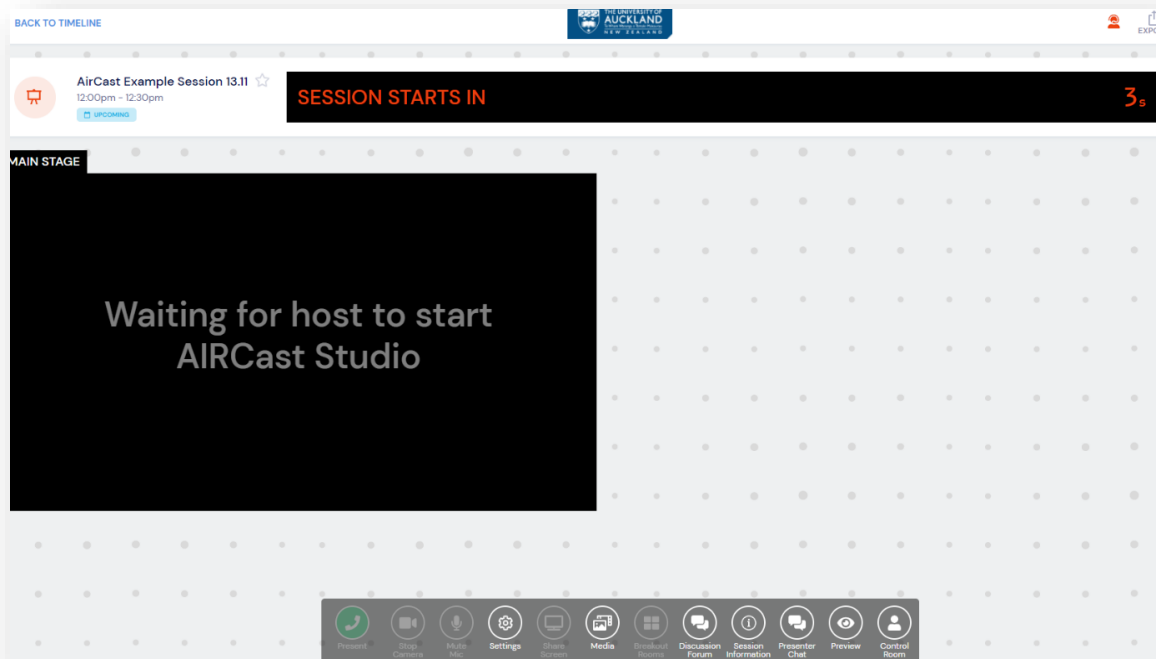 BACK TO TIMELINE
THE UNIVERSITY OF
AUCKLAND
NEW ZEALAND
AirCast Example Session 13.11
12:00pm - 12:30pm
UPCOMING
SESSION STARTS IN
3s
MAIN STAGE
Waiting for host to start
AIRCast Studio
Present
Stop
Camera
Mute
Mic
Settings
Share
Screen
Media
Breakout
Rooms
Discussion
Forum
Session
Information
Presenter
Chat
Preview
Control
Room